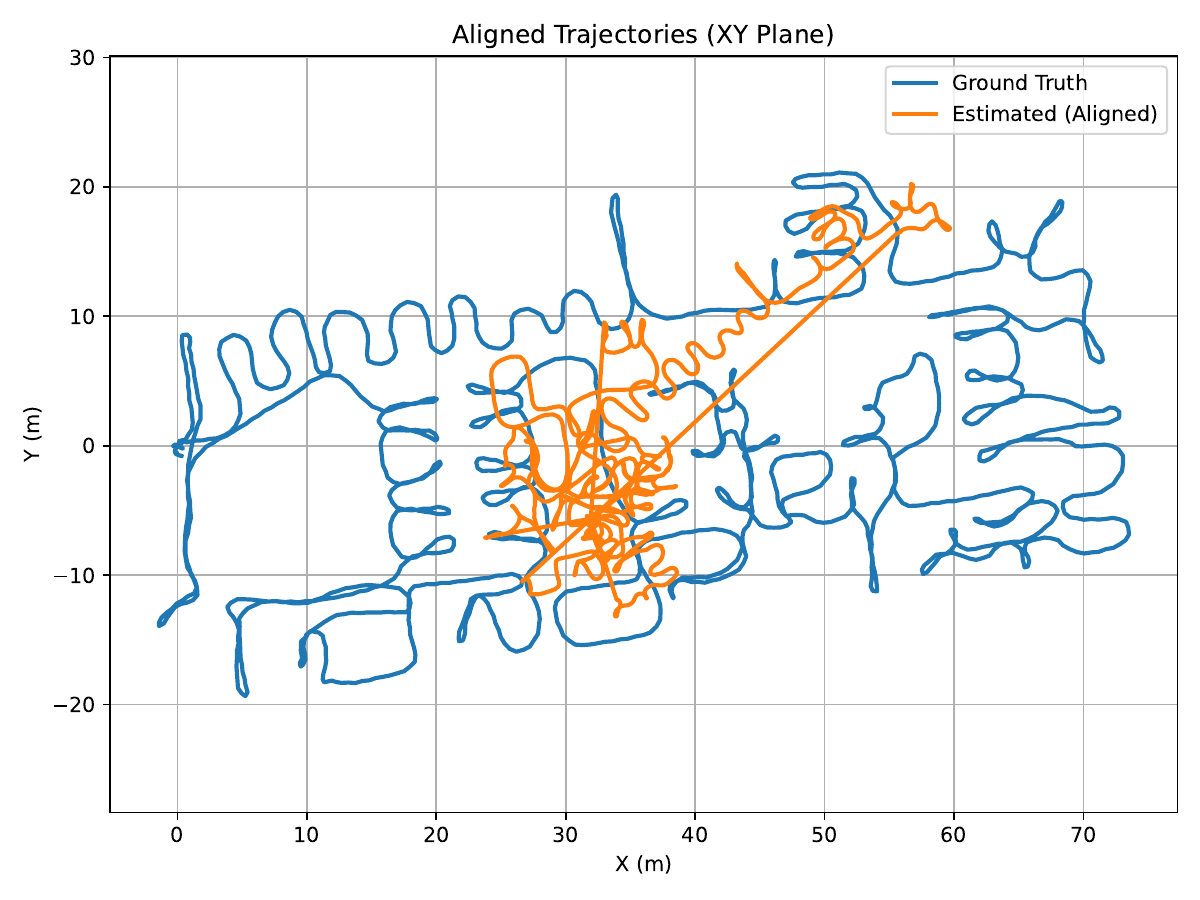 Aligned Trajectories (XY Plane)
Ground Truth
Estimated (Aligned)
30
20
10
0
−10
−20
Y (m)
0 10 20 30 40 50 60 70
X (m)